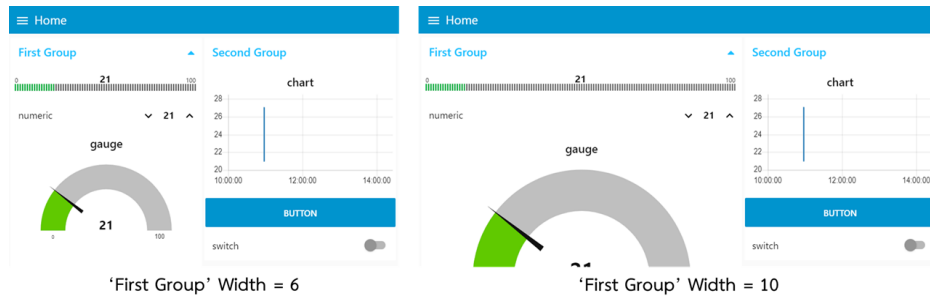 Home
First Group
0 21 100
numeric 21
gauge
21
0 100
Second Group
chart
28
26
24
22
20
10:00:00 12:00:00 14:00:00
BUTTON
switch
'First Group' Width = 6
Home
First Group
0 21 100
numeric 21
gauge
21
Second Group
chart
28
26
24
22
20
10:00:00 12:00:00 14:00:00
BUTTON
switch
'First Group' Width = 10